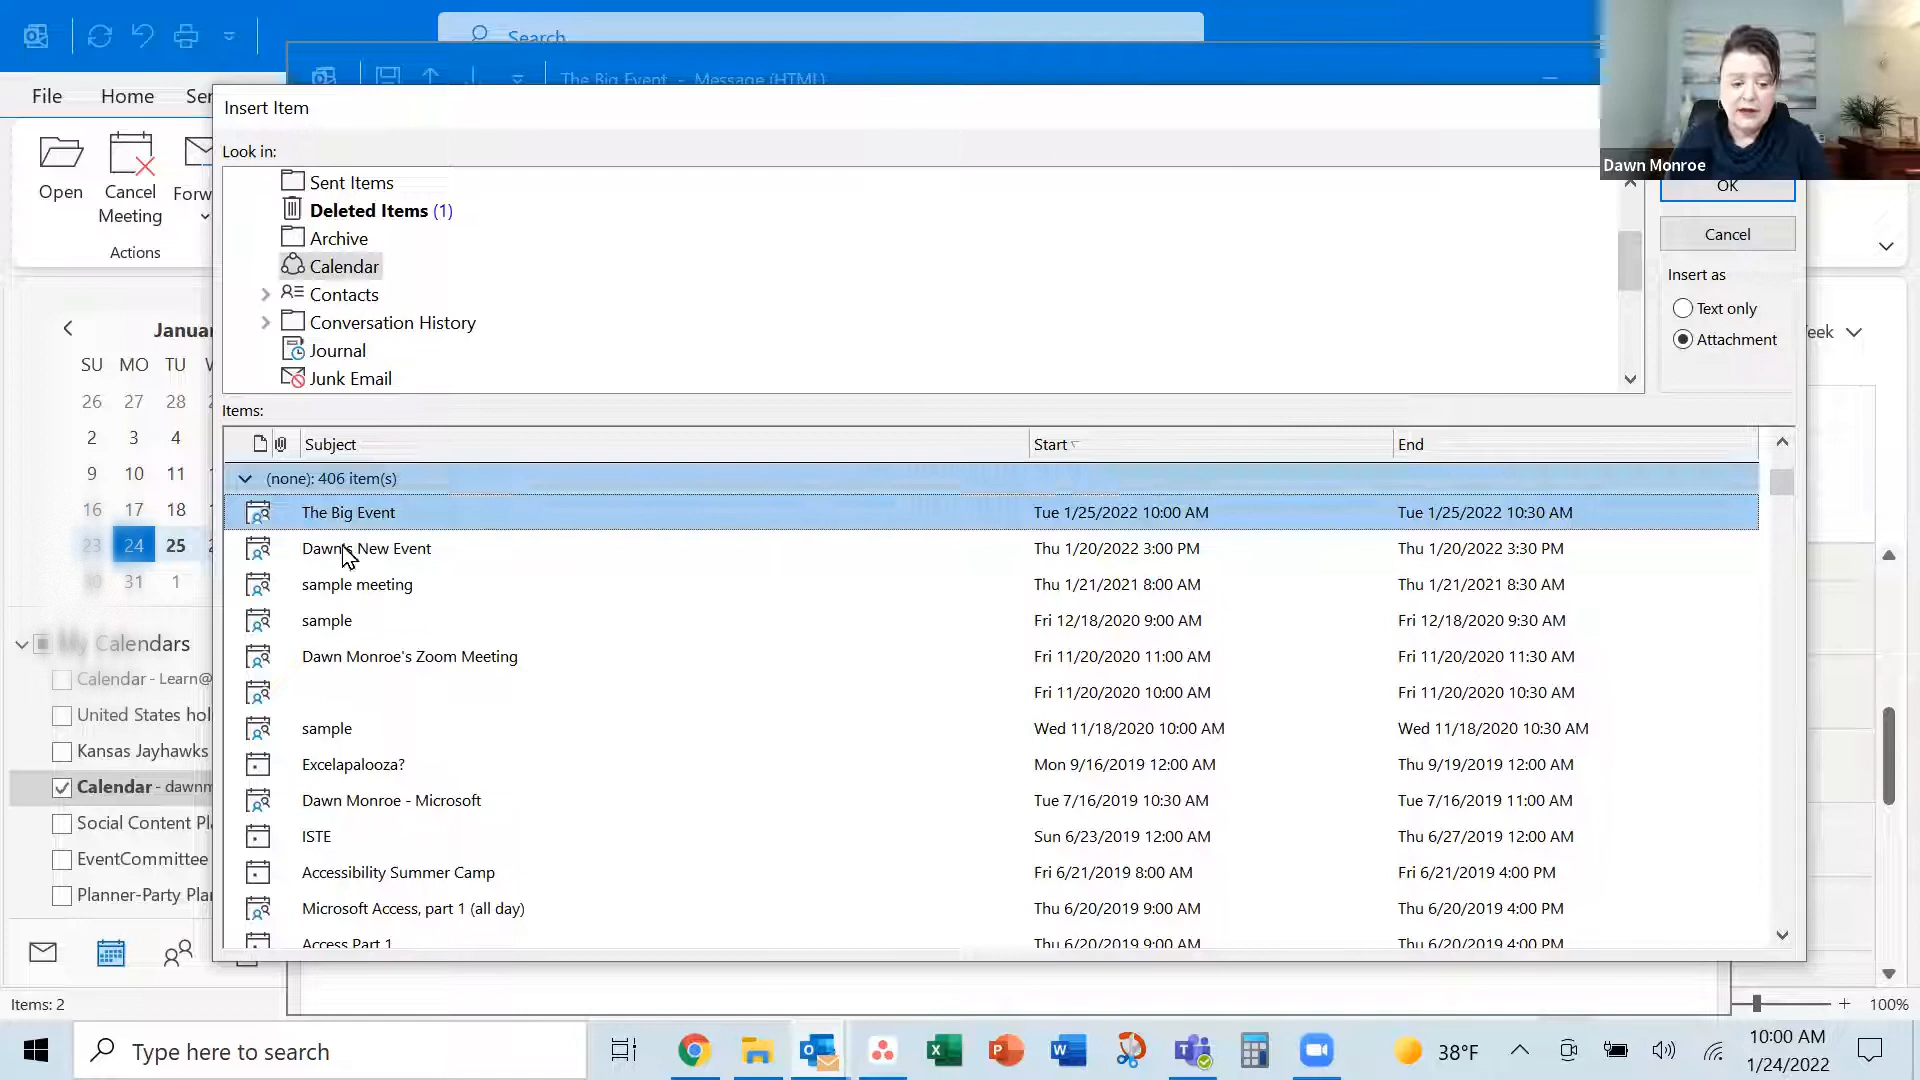 Search
The Big Event - Message (HTML)
File Home Ser
Insert Item
Look in:
Dawn Monroe
Open Cancel Meeting Forw
Actions
Sent Items
Deleted Items (1)
Archive
Calendar
Contacts
Conversation History
Journal
Junk Email
OK
Cancel
Insert as
Text only
Attachment
eek
Januar
SU MO TU W
26 27 28 2
2 3 4
9 10 11
16 17 18
23 24 25 2
30 31 1
Items:
Subject Start End
(none): 406 item(s)
The Big Event Tue 1/25/2022 10:00 AM Tue 1/25/2022 10:30 AM
Dawn's New Event Thu 1/20/2022 3:00 PM Thu 1/20/2022 3:30 PM
sample meeting Thu 1/21/2021 8:00 AM Thu 1/21/2021 8:30 AM
sample Fri 12/18/2020 9:00 AM Fri 12/18/2020 9:30 AM
Dawn Monroe's Zoom Meeting Fri 11/20/2020 11:00 AM Fri 11/20/2020 11:30 AM
Fri 11/20/2020 10:00 AM Fri 11/20/2020 10:30 AM
sample Wed 11/18/2020 10:00 AM Wed 11/18/2020 10:30 AM
Excelapalooza? Mon 9/16/2019 12:00 AM Thu 9/19/2019 12:00 AM
Dawn Monroe - Microsoft Tue 7/16/2019 10:30 AM Tue 7/16/2019 11:00 AM
ISTE Sun 6/23/2019 12:00 AM Thu 6/27/2019 12:00 AM
Accessibility Summer Camp Fri 6/21/2019 8:00 AM Fri 6/21/2019 4:00 PM
Microsoft Access, part 1 (all day) Thu 6/20/2019 9:00 AM Thu 6/20/2019 4:00 PM
Access Part 1 Thu 6/20/2019 9:00 AM Thu 6/20/2019 4:00 PM
My Calendars
Calendar - Learn@
United States hol
Kansas Jayhawks
Calendar - dawnm
Social Content Pl
EventCommittee
Planner-Party Plan
Items: 2
100%
Type here to search
38°F
10:00 AM
1/24/2022